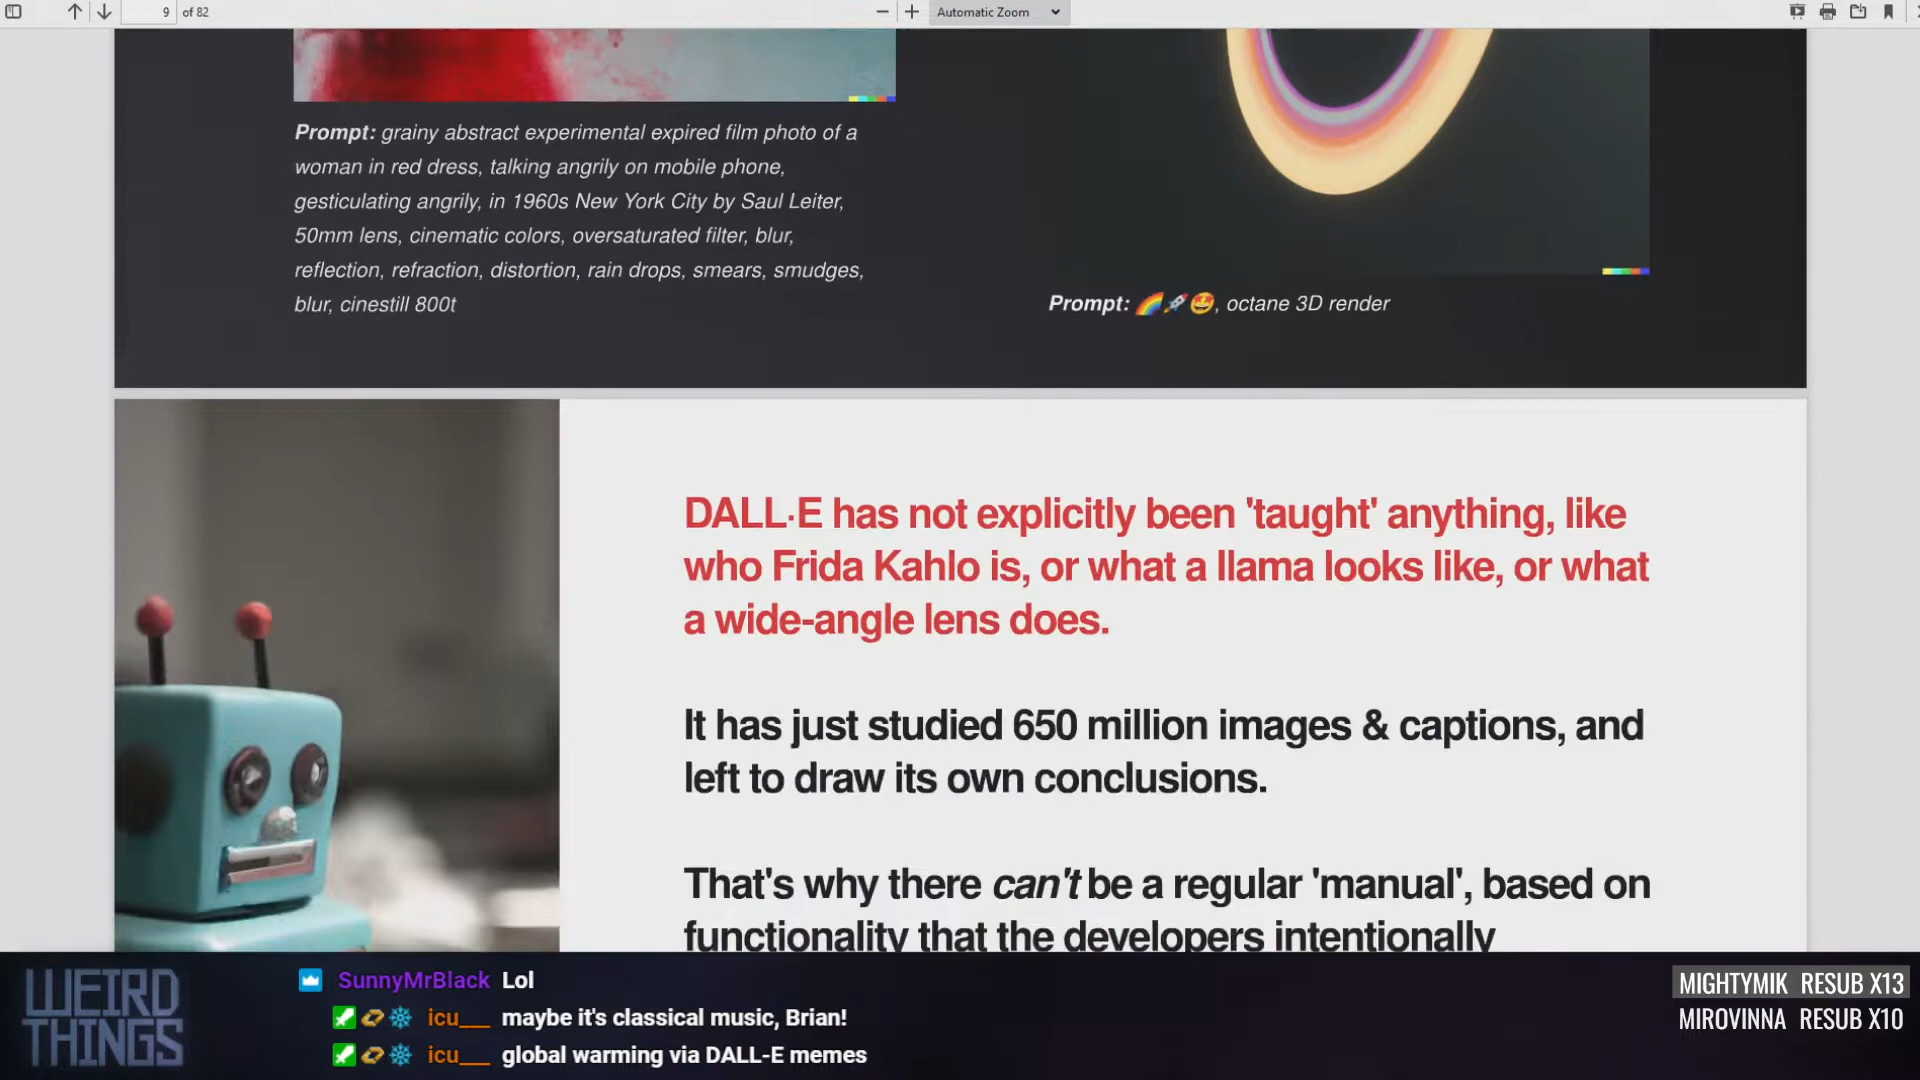 9 of 82
Automatic Zoom
Prompt: grainy abstract experimental expired film photo of a
woman in red dress, talking angrily on mobile phone,
gesticulating angrily, in 1960s New York City by Saul Leiter,
50mm lens, cinematic colors, oversaturated filter, blur,
reflection, refraction, distortion, rain drops, smears, smudges,
blur, cinestill 800t
Prompt: 🌈🚀🤩, octane 3D render
DALL·E has not explicitly been 'taught' anything, like
who Frida Kahlo is, or what a llama looks like, or what
a wide-angle lens does.
It has just studied 650 million images & captions, and
left to draw its own conclusions.
That's why there can't be a regular 'manual', based on
functionality that the developers intentionally
WEIRD
THINGS
SunnyMrBlack Lol
icu___ maybe it's classical music, Brian!
icu___ global warming via DALL-E memes
MIGHTYMIK RESUB X13
MIROVINNA RESUB X10